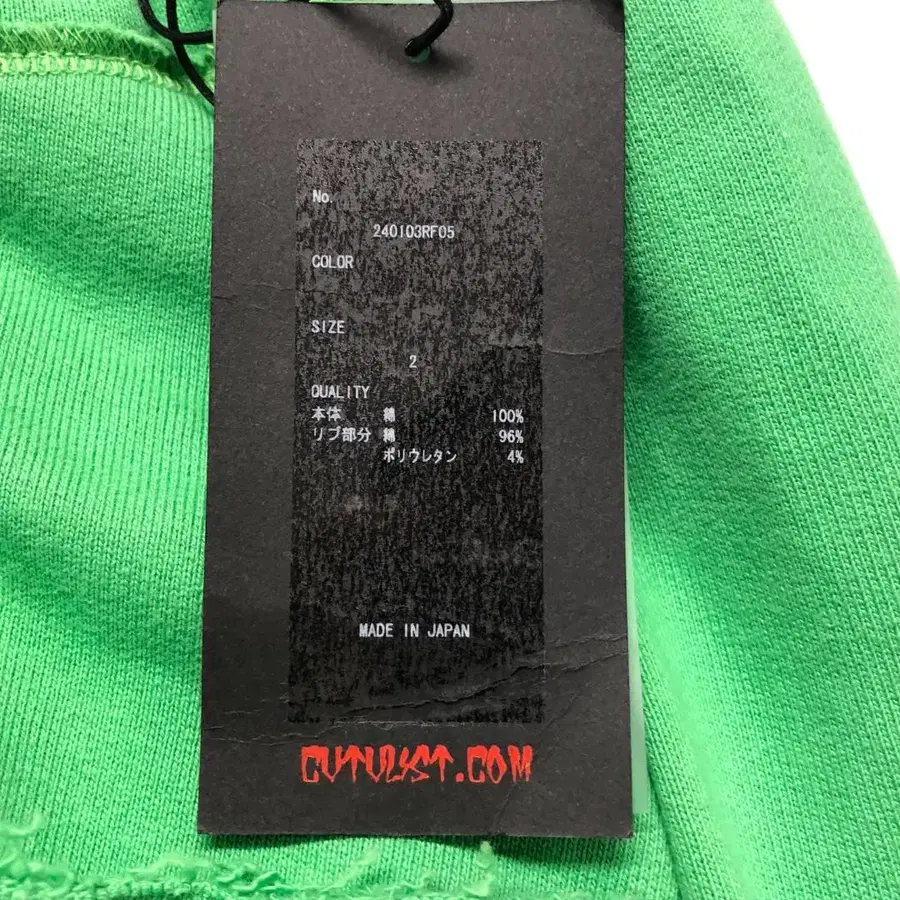 No.
240103RF05
COLOR
SIZE
2
QUALITY
本体 綿 100%
リブ部分 綿 96%
ポリウレタン 4%
MADE IN JAPAN
CUTULYST.COM